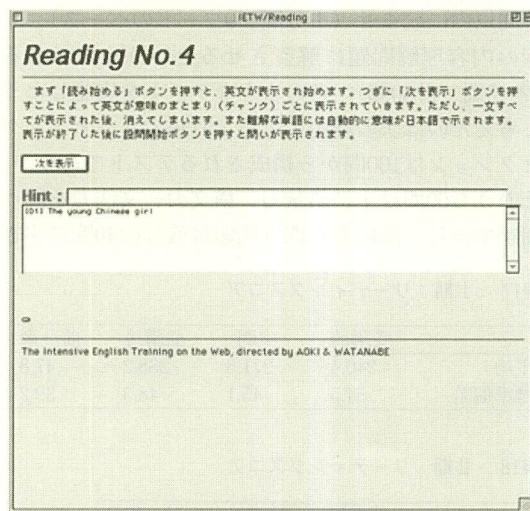 IETW/Reading
Reading No.4
まず「読み始める」ボタンを押すと、英文が表示され始めます。つぎに「次を表示」ボタンを押
すことによって英文が意味のまとまり（チャンク）ごとに表示されていきます。ただし、一文すべ
てが表示された後、消えてしまいます。また難解な単語には自動的に意味が日本語で示されます。
表示が終了した後に設問開始ボタンを押すと問いが表示されます。
次を表示
Hint :
[01] The young Chinese girl
The Intensive English Training on the Web, directed by AOKI & WATANABE